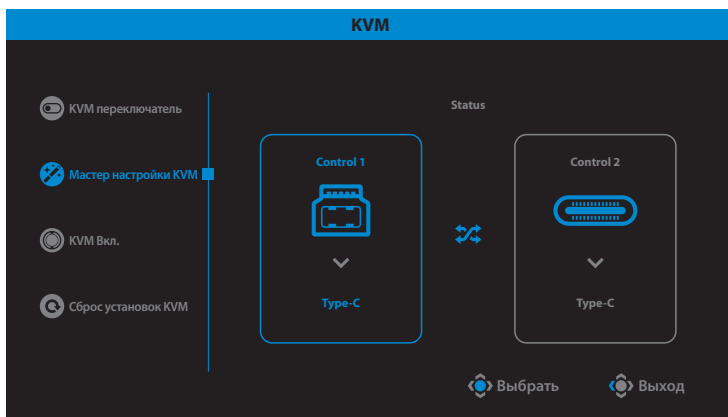 KVM
KVM переключатель
Мастер настройки KVM
KVM Вкл.
Сброс установок KVM
Status
Control 1
Type-C
Control 2
Type-C
Выбрать
Выход